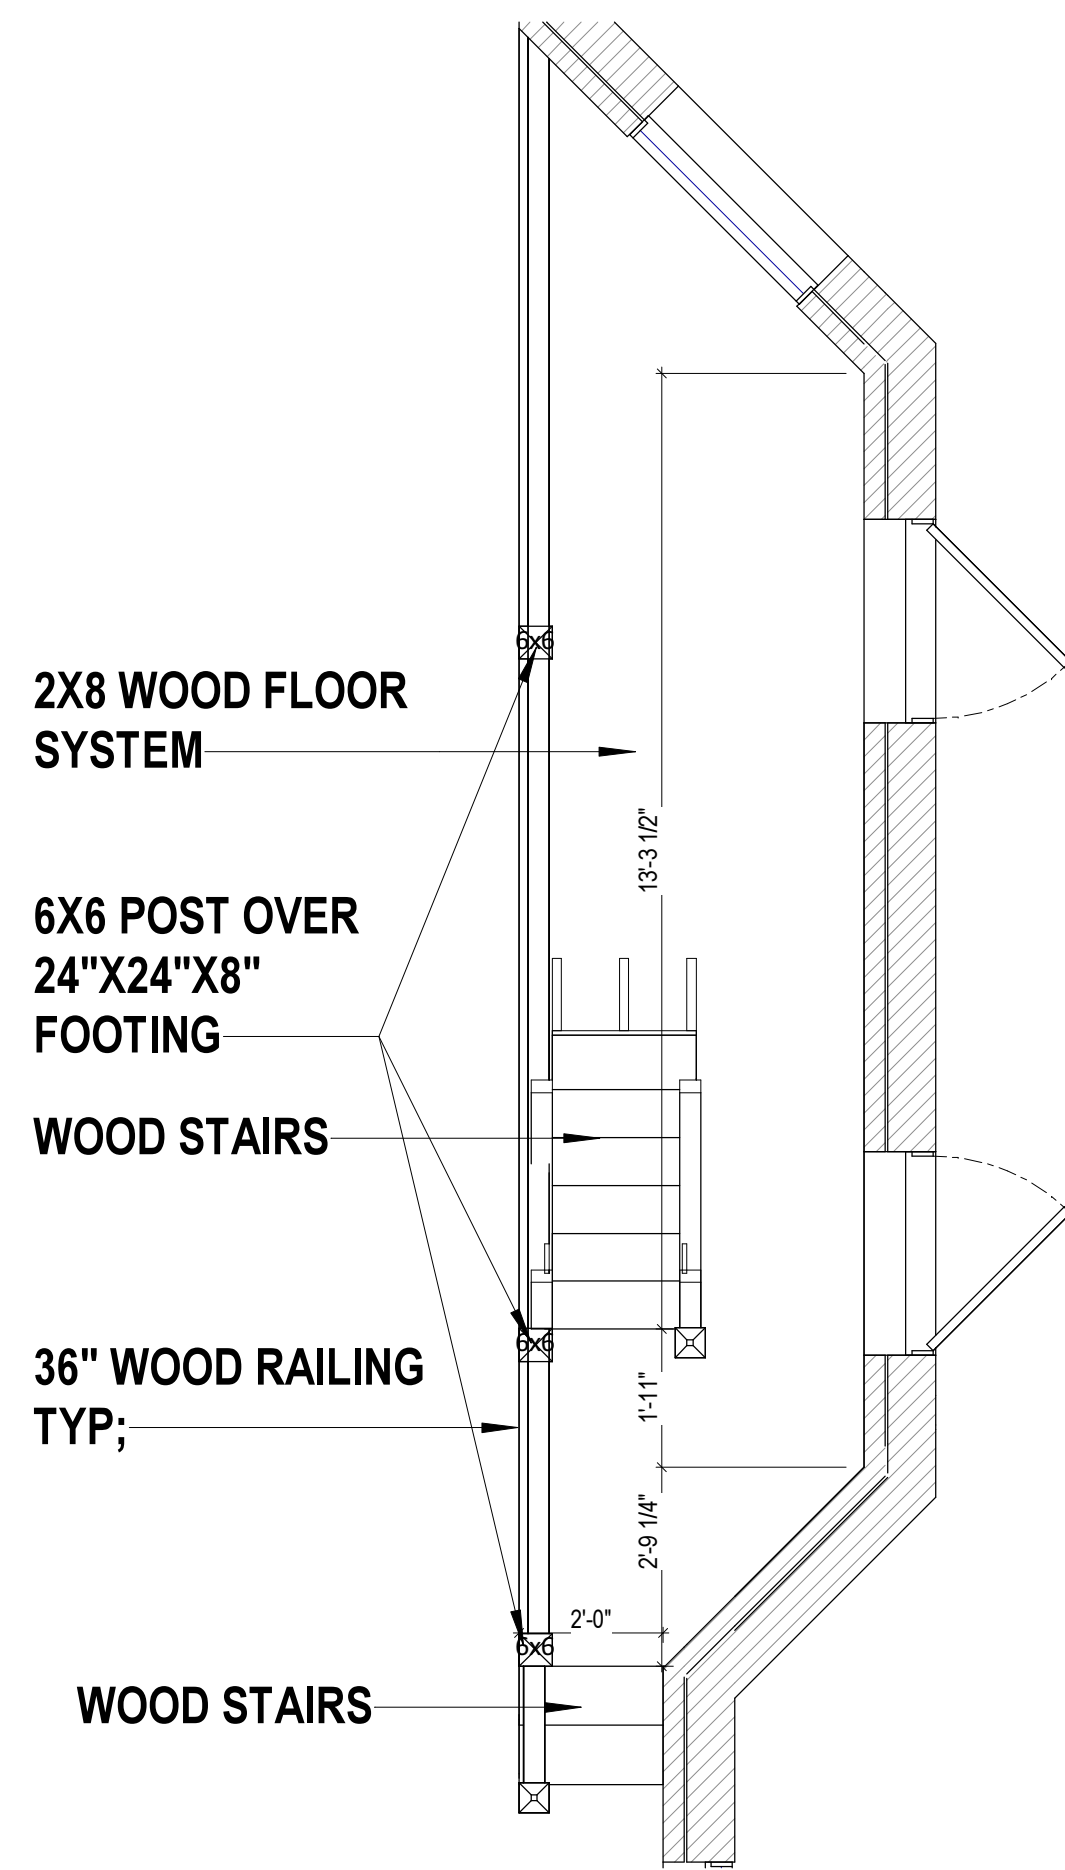 6x6
2X8 WOOD FLOOR
SYSTEM
13'-3 1/2"
6X6 POST OVER
24"X24"X8"
FOOTING
WOOD STAIRS
6x6
36" WOOD RAILING
TYP;
1'-11"
2'-9 1/4"
2'-0"
6x6
WOOD STAIRS